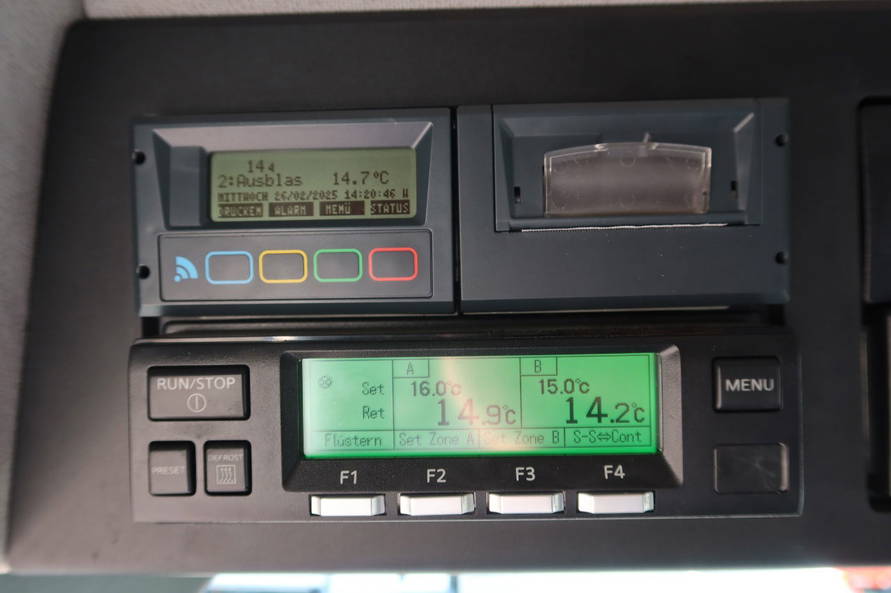 14
2:Ausblas 14.7°C
MITTWOCH 26/02/2025 14:20:46 W
DRUCKEN ALARM MENÜ STATUS
RUN/STOP
PRESET
DEFROST
A B
Set 16.0°C 15.0°C
Ret 14.9°C 14.2°C
Flüstern Set Zone A Set Zone B S-S⇔Cont
F1 F2 F3 F4
MENU